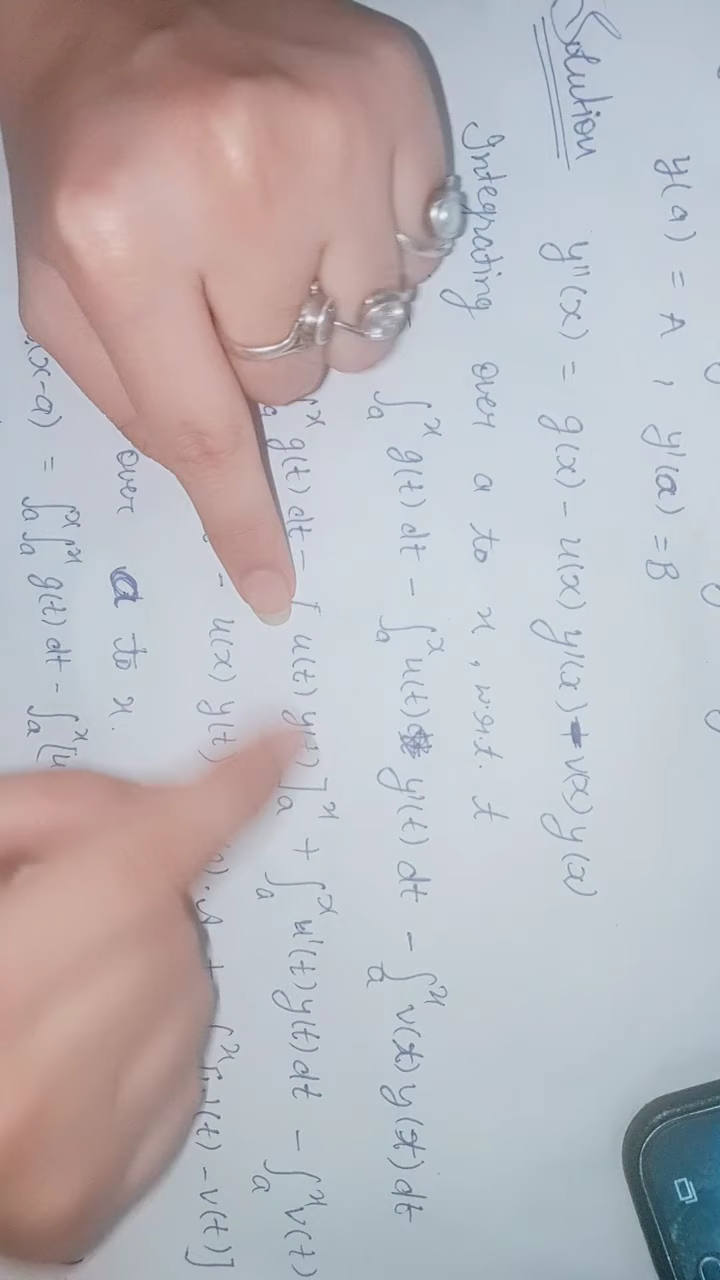 y(a) = A , y'(a) = B
Solution y''(x) = g(x) - u(x) y'(x) + v(x) y(x)
Integrating over a to x , w.r.t. t
∫ₐˣ g(t) dt - ∫ₐˣ u(t) y'(t) dt - ∫ₐˣ v(x) y(x) dt
∫ₐˣ g(t) dt - [ u(t) y(t) ]ₐˣ + ∫ₐˣ u'(t) y(t) dt - ∫ₐˣ v(t)
- u(x) y(t) . A + ∫ˣ (t) - v(t) ]
over a to x.
(x-a) = ∫ₐˣ ∫ₐˣ g(t) dt - ∫ₐˣ [u